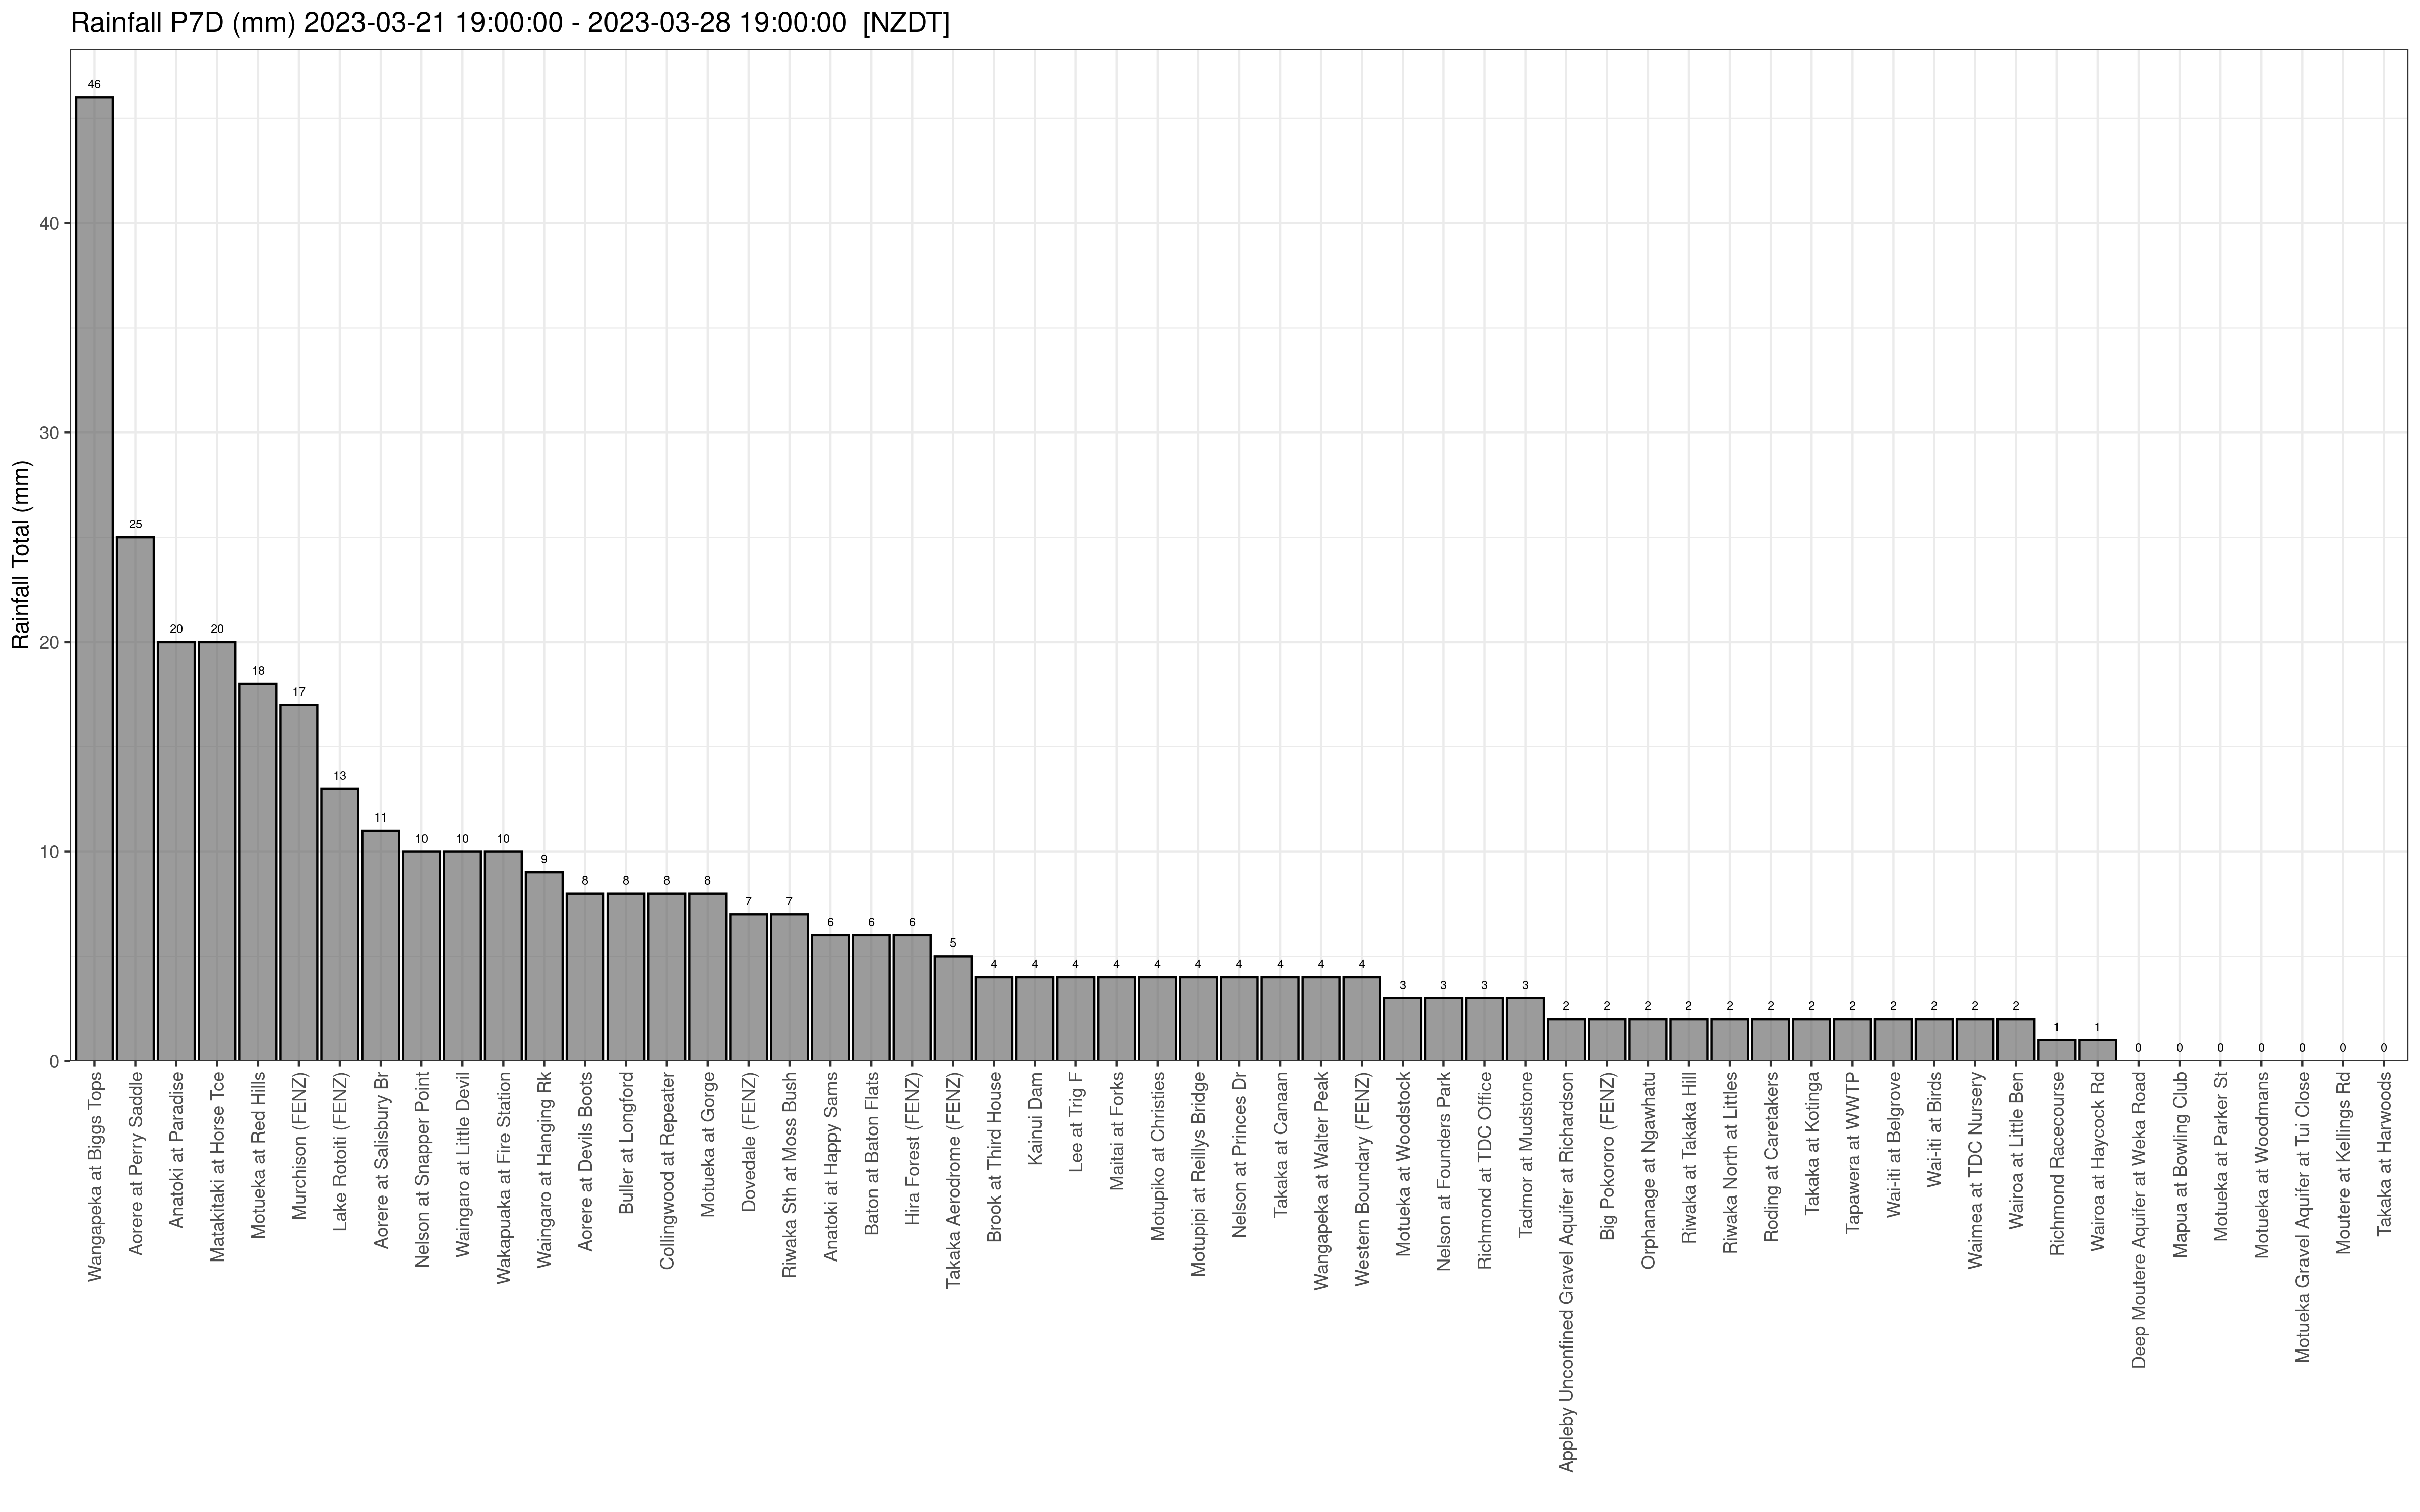 Rainfall P7D (mm) 2023-03-21 19:00:00 - 2023-03-28 19:00:00 [NZDT]
Rainfall Total (mm)
40
30
20
10
0
46
25
20
20
18
17
13
11
10
10
10
9
8
8
8
8
7
7
6
6
6
5
4
4
4
4
4
4
4
4
4
4
3
3
3
3
2
2
2
2
2
2
2
2
2
2
2
2
1
1
0
0
0
0
0
0
0
Wangapeka at Biggs Tops
Aorere at Perry Saddle
Anatoki at Paradise
Matakitaki at Horse Tce
Motueka at Red Hills
Murchison (FENZ)
Lake Rotoiti (FENZ)
Aorere at Salisbury Br
Nelson at Snapper Point
Waingaro at Little Devil
Wakapuaka at Fire Station
Waingaro at Hanging Rk
Aorere at Devils Boots
Buller at Longford
Collingwood at Repeater
Motueka at Gorge
Dovedale (FENZ)
Riwaka Sth at Moss Bush
Anatoki at Happy Sams
Baton at Baton Flats
Hira Forest (FENZ)
Takaka Aerodrome (FENZ)
Brook at Third House
Kainui Dam
Lee at Trig F
Maitai at Forks
Motupiko at Christies
Motupipi at Reillys Bridge
Nelson at Princes Dr
Takaka at Canaan
Wangapeka at Walter Peak
Western Boundary (FENZ)
Motueka at Woodstock
Nelson at Founders Park
Richmond at TDC Office
Tadmor at Mudstone
Appleby Unconfined Gravel Aquifer at Richardson
Big Pokororo (FENZ)
Orphanage at Ngawhatu
Riwaka at Takaka Hill
Riwaka North at Littles
Roding at Caretakers
Takaka at Kotinga
Tapawera at WWTP
Wai-iti at Belgrove
Wai-iti at Birds
Waimea at TDC Nursery
Wairoa at Little Ben
Richmond Racecourse
Wairoa at Haycock Rd
Deep Moutere Aquifer at Weka Road
Mapua at Bowling Club
Motueka at Parker St
Motueka at Woodmans
Motueka Gravel Aquifer at Tui Close
Moutere at Kellings Rd
Takaka at Harwoods